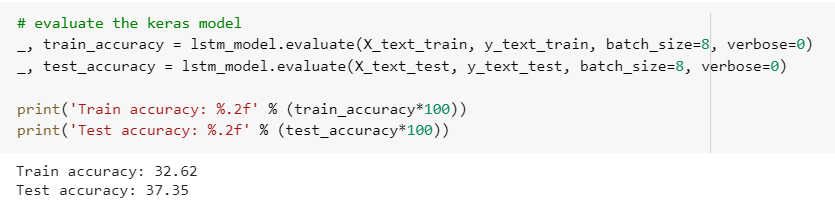 # evaluate the keras model
_, train_accuracy = lstm_model.evaluate(X_text_train, y_text_train, batch_size=8, verbose=0)
_, test_accuracy = lstm_model.evaluate(X_text_test, y_text_test, batch_size=8, verbose=0)
print('Train accuracy: %.2f' % (train_accuracy*100))
print('Test accuracy: %.2f' % (test_accuracy*100))
Train accuracy: 32.62
Test accuracy: 37.35